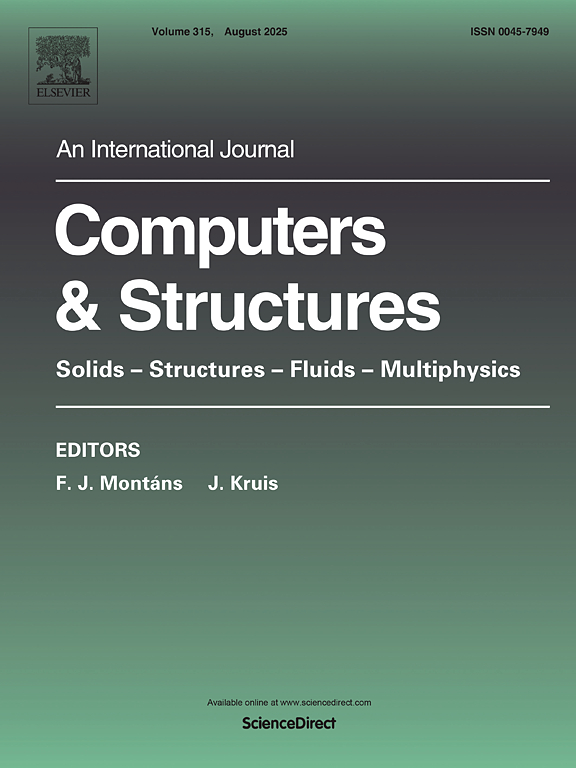 Volume 315, August 2025
ISSN 0045-7949
ELSEVIER
An International Journal
Computers
& Structures
Solids – Structures – Fluids – Multiphysics
EDITORS
F. J. Montáns J. Kruis
Available online at www.sciencedirect.com
ScienceDirect